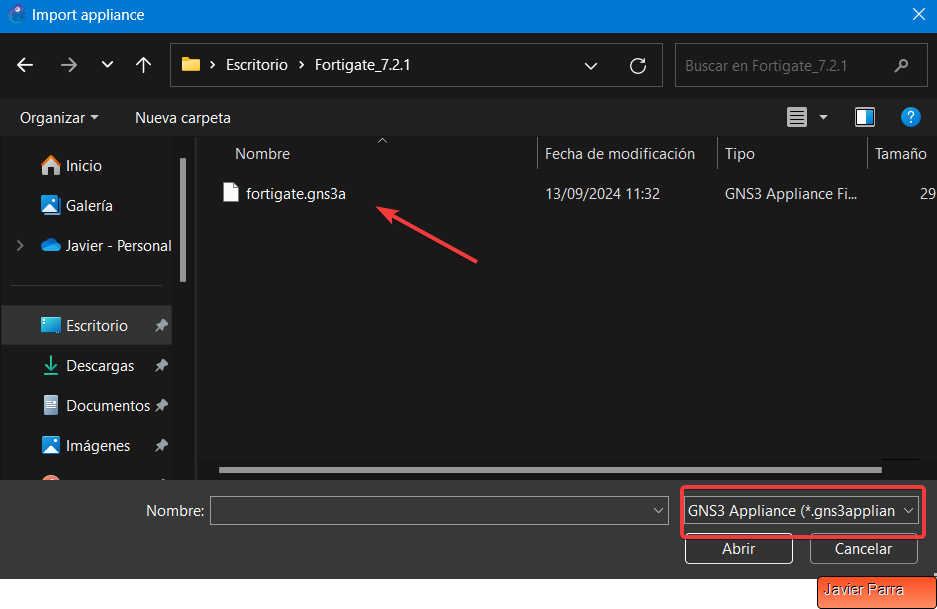 Import appliance
Escritorio > Fortigate_7.2.1
Buscar en Fortigate_7.2.1
Organizar
Nueva carpeta
Inicio
Galería
Javier - Personal
Escritorio
Descargas
Documentos
Imágenes
Nombre
Fecha de modificación
Tipo
Tamaño
fortigate.gns3a
13/09/2024 11:32
GNS3 Appliance Fi...
29
Nombre:
GNS3 Appliance (*.gns3applian
Abrir
Cancelar
Javier Parra